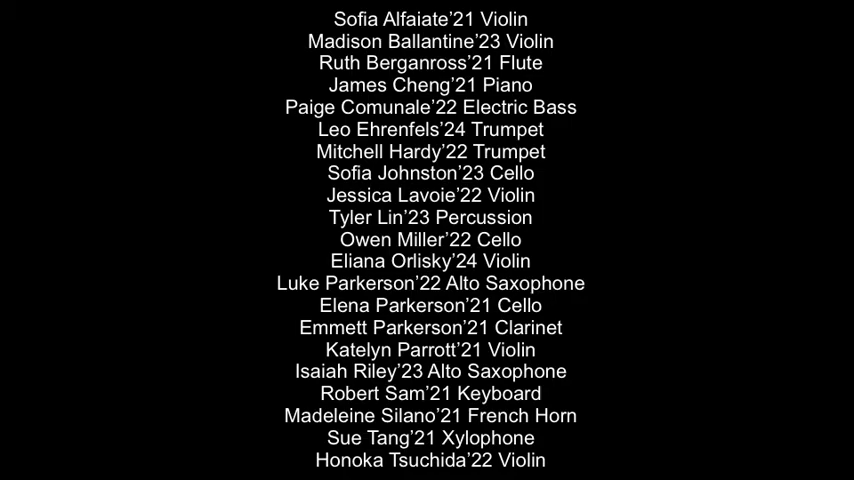 Sofia Alfaiate’21 Violin
Madison Ballantine’23 Violin
Ruth Berganross’21 Flute
James Cheng’21 Piano
Paige Comunale’22 Electric Bass
Leo Ehrenfels’24 Trumpet
Mitchell Hardy’22 Trumpet
Sofia Johnston’23 Cello
Jessica Lavoie’22 Violin
Tyler Lin’23 Percussion
Owen Miller’22 Cello
Eliana Orlisky’24 Violin
Luke Parkerson’22 Alto Saxophone
Elena Parkerson’21 Cello
Emmett Parkerson’21 Clarinet
Katelyn Parrott’21 Violin
Isaiah Riley’23 Alto Saxophone
Robert Sam’21 Keyboard
Madeleine Silano’21 French Horn
Sue Tang’21 Xylophone
Honoka Tsuchida’22 Violin